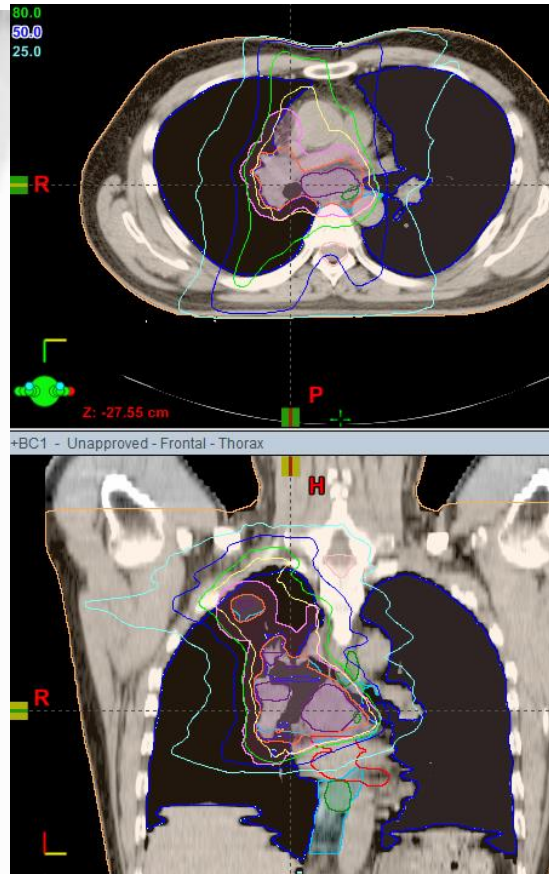 80.0
50.0
25.0
R
Z: -27.55 cm
P
+BC1 - Unapproved - Frontal - Thorax
H
R